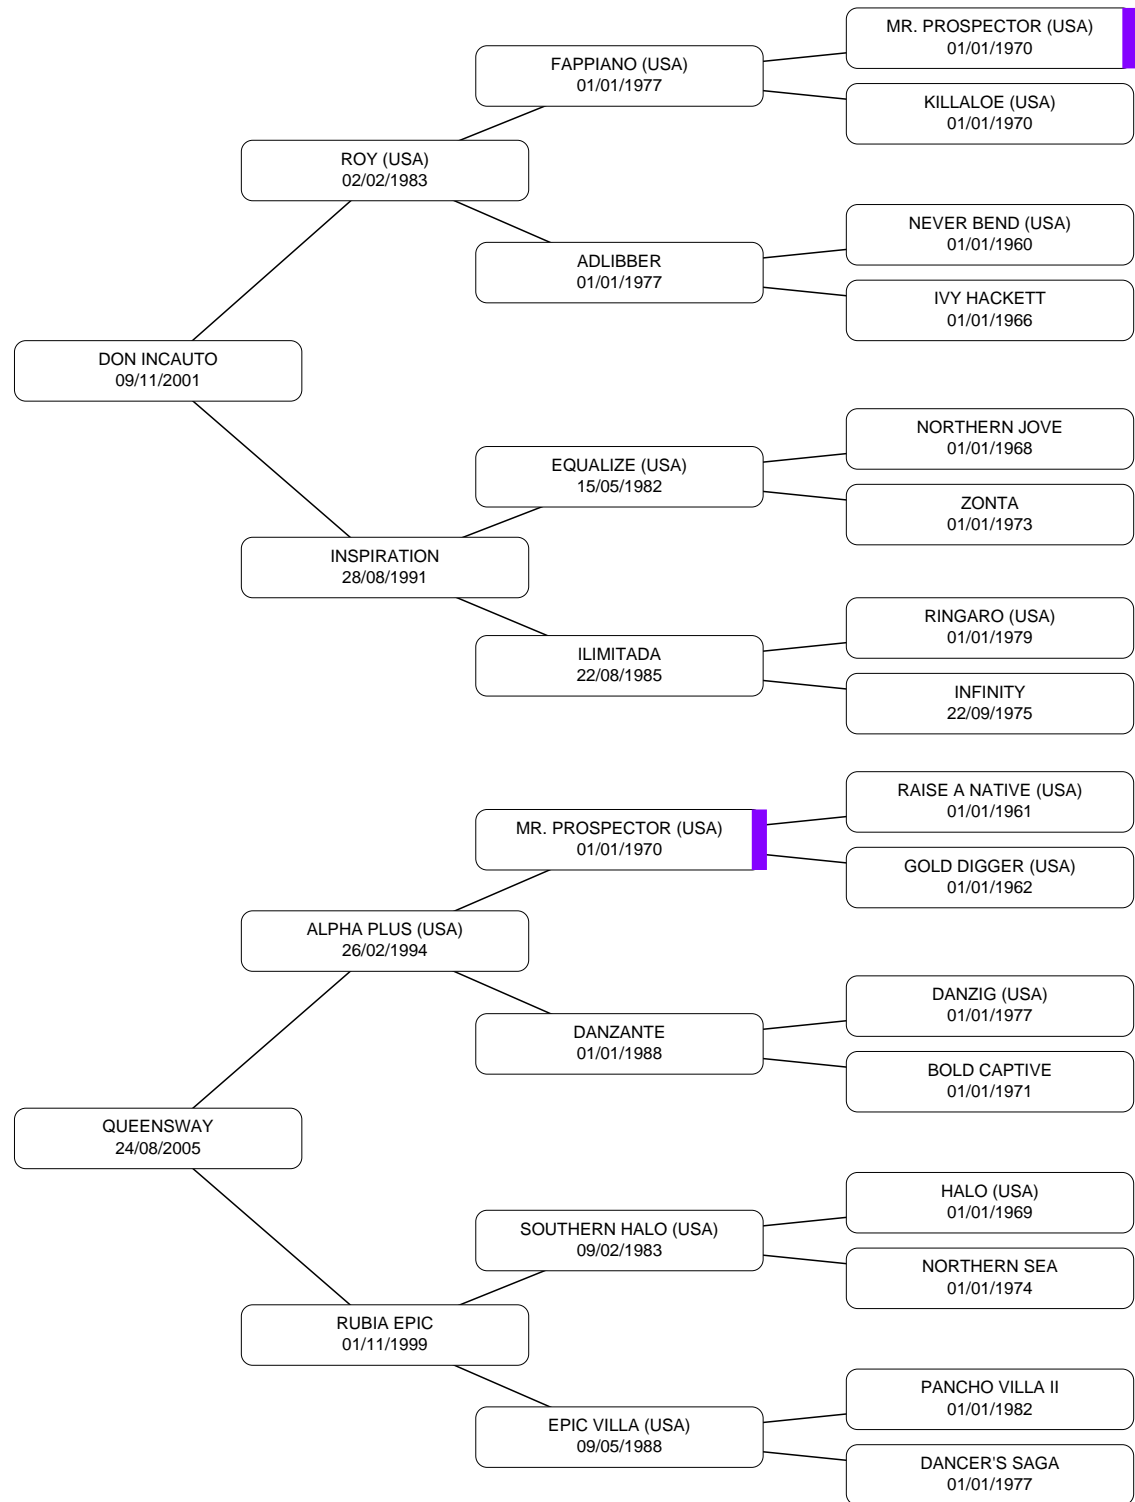 MR. PROSPECTOR (USA)
01/01/1970
FAPPIANO (USA)
01/01/1977
KILLALOE (USA)
01/01/1970
ROY (USA)
02/02/1983
NEVER BEND (USA)
01/01/1960
ADLIBBER
01/01/1977
IVY HACKETT
01/01/1966
DON INCAUTO
09/11/2001
NORTHERN JOVE
01/01/1968
EQUALIZE (USA)
15/05/1982
ZONTA
01/01/1973
INSPIRATION
28/08/1991
RINGARO (USA)
01/01/1979
ILIMITADA
22/08/1985
INFINITY
22/09/1975
RAISE A NATIVE (USA)
01/01/1961
MR. PROSPECTOR (USA)
01/01/1970
GOLD DIGGER (USA)
01/01/1962
ALPHA PLUS (USA)
26/02/1994
DANZIG (USA)
01/01/1977
DANZANTE
01/01/1988
BOLD CAPTIVE
01/01/1971
QUEENSWAY
24/08/2005
HALO (USA)
01/01/1969
SOUTHERN HALO (USA)
09/02/1983
NORTHERN SEA
01/01/1974
RUBIA EPIC
01/11/1999
PANCHO VILLA II
01/01/1982
EPIC VILLA (USA)
09/05/1988
DANCER'S SAGA
01/01/1977